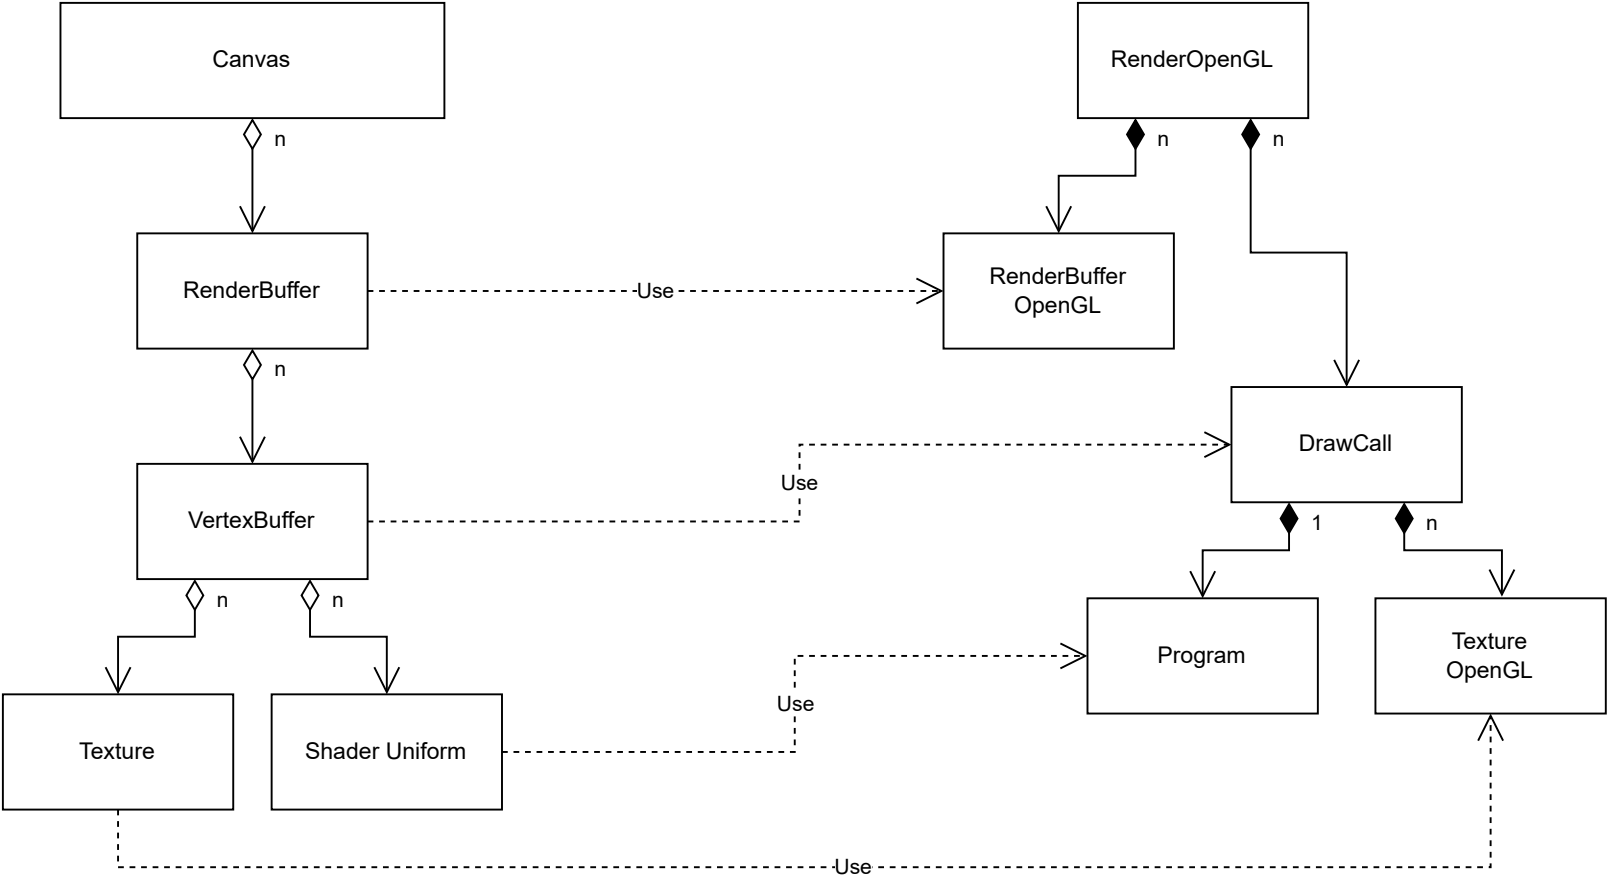 Canvas
RenderOpenGL
n
n
n
RenderBuffer
Use
RenderBuffer
OpenGL
n
DrawCall
Use
VertexBuffer
1
n
n
n
Program
Texture
OpenGL
Use
Texture
Shader Uniform
Use